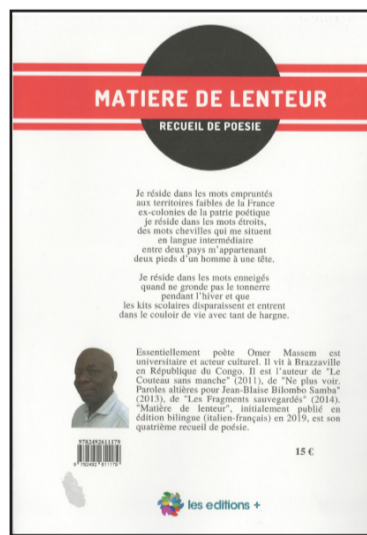 MATIERE DE LENTEUR
RECUEIL DE POESIE
Je réside dans les mots empruntés
aux territoires faibles de la France
ex-colonies de la patrie poétique
je réside dans les mots étroits,
des mots chevilles qui me situent
en langue intermédiaire
entre deux pays m'appartenant
deux pieds d'un homme à une tête.
Je réside dans les mots enneigés
quand ne gronde pas le tonnerre
pendant l'hiver et que
les kits scolaires disparaissent et entrent
dans le couloir de vie avec tant de hargne.
Essentiellement poète Omer Massem est
universitaire et acteur culturel. Il vit à Brazzaville
en République du Congo. Il est l'auteur de "Le
Couteau sans manche" (2011), de "Ne plus voir.
Paroles altières pour Jean-Blaise Bilombo Samba"
(2013), de "Les Fragments sauvegardés" (2014).
"Matière de lenteur", initialement publié en
édition bilingue (italien-français) en 2019, est son
quatrième recueil de poésie.
9782492611179
9 782492 611179
15 €
les editions +